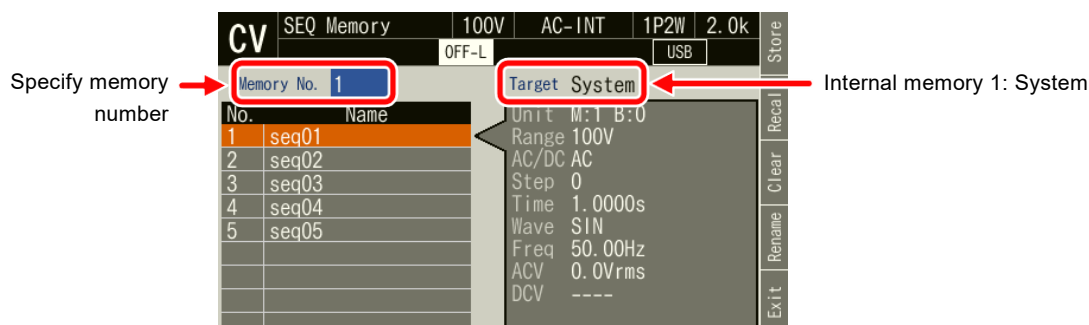 CV
SEQ Memory 100V AC-INT 1P2W 2.0k
OFF-L USB
Specify memory number
Memory No. 1
Target System
Internal memory 1: System
No. Name
1 seq01
2 seq02
3 seq03
4 seq04
5 seq05
Unit M:1 B:0
Range 100V
AC/DC AC
Step 0
Time 1.0000s
Wave SIN
Freq 50.00Hz
ACV 0.0Vrms
DCV ----
Store
Recal
Clear
Rename
Exit